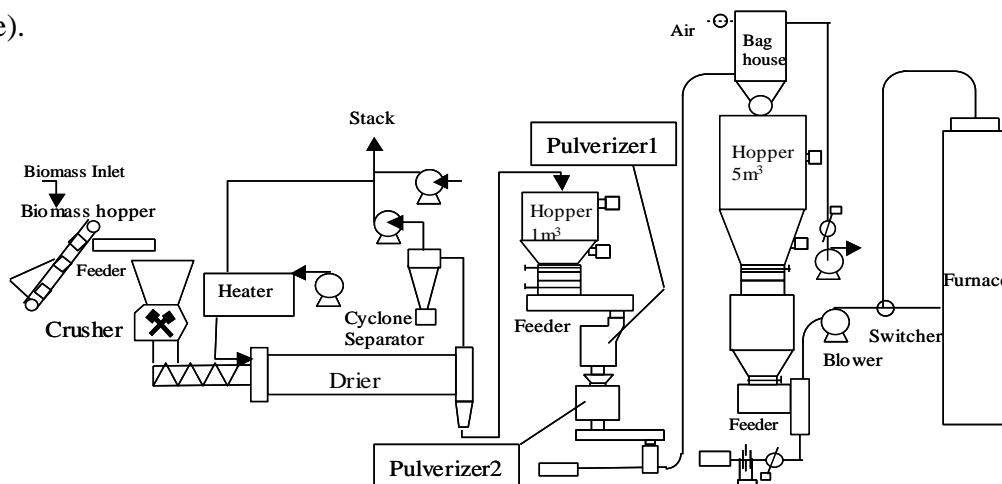 e).
Air
Bag
house
Stack
Pulverizer1
Hopper
5m³
Biomass Inlet
Biomass hopper
Hopper
1m³
Feeder
Heater
Furnace
Crusher
Cyclone
Separator
Feeder
Switcher
Blower
Drier
Feeder
Pulverizer2